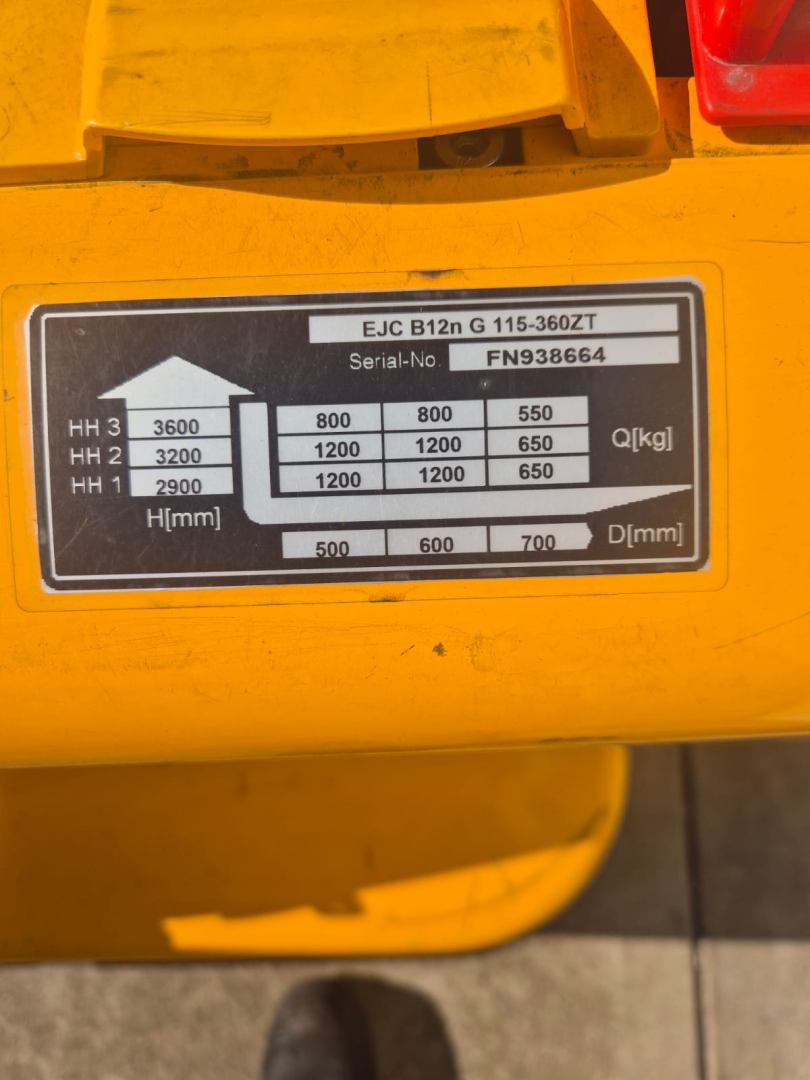 EJC B12n G 115-360ZT
Serial-No. FN938664
HH 3 3600 800 800 550
HH 2 3200 1200 1200 650 Q[kg]
HH 1 2900 1200 1200 650
H[mm]
500 600 700 D[mm]